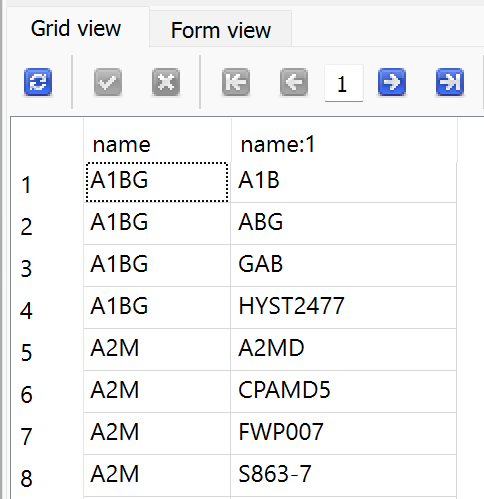 Grid view Form view
1
name name:1
1 A1BG A1B
2 A1BG ABG
3 A1BG GAB
4 A1BG HYST2477
5 A2M A2MD
6 A2M CPAMD5
7 A2M FWP007
8 A2M S863-7